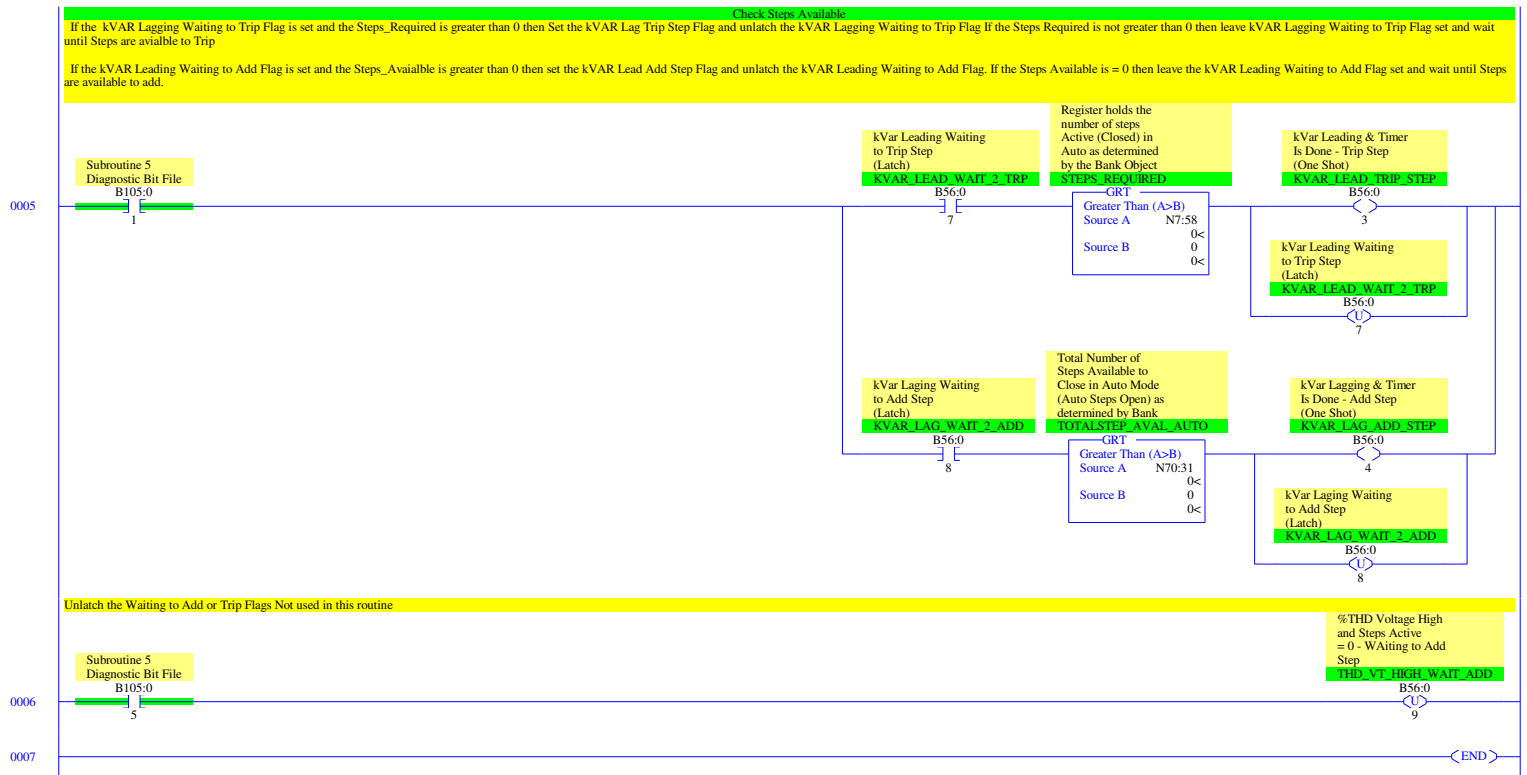 Check Steps Available
If the kVAR Lagging Waiting to Trip Flag is set and the Steps_Required is greater than 0 then Set the kVAR Lag Trip Step Flag and unlatch the kVAR Lagging Waiting to Trip Flag If the Steps Required is not greater than 0 then leave kVAR Lagging Waiting to Trip Flag set and wait
until Steps are avialble to Trip
If the kVAR Leading Waiting to Add Flag is set and the Steps_Avaialble is greater than 0 then set the kVAR Lead Add Step Flag and unlatch the kVAR Leading Waiting to Add Flag. If the Steps Available is = 0 then leave the kVAR Leading Waiting to Add Flag set and wait until Steps
are available to add.
Subroutine 5
Diagnostic Bit File
B105:0
1
0005
kVar Leading Waiting
to Trip Step
(Latch)
KVAR_LEAD_WAIT_2_TRP
B56:0
7
Register holds the
number of steps
Active (Closed) in
Auto as determined
by the Bank Object
STEPS_REQUIRED
GRT
Greater Than (A>B)
Source A N7:58
0<
Source B 0
0<
kVar Leading & Timer
Is Done - Trip Step
(One Shot)
KVAR_LEAD_TRIP_STEP
B56:0
3
kVar Leading Waiting
to Trip Step
(Latch)
KVAR_LEAD_WAIT_2_TRP
B56:0
U
7
kVar Laging Waiting
to Add Step
(Latch)
KVAR_LAG_WAIT_2_ADD
B56:0
8
Total Number of
Steps Available to
Close in Auto Mode
(Auto Steps Open) as
determined by Bank
TOTALSTEP_AVAL_AUTO
GRT
Greater Than (A>B)
Source A N70:31
0<
Source B 0
0<
kVar Lagging & Timer
Is Done - Add Step
(One Shot)
KVAR_LAG_ADD_STEP
B56:0
4
kVar Laging Waiting
to Add Step
(Latch)
KVAR_LAG_WAIT_2_ADD
B56:0
U
8
Unlatch the Waiting to Add or Trip Flags Not used in this routine
Subroutine 5
Diagnostic Bit File
B105:0
5
0006
%THD Voltage High
and Steps Active
= 0 - WAiting to Add
Step
THD_VT_HIGH_WAIT_ADD
B56:0
U
9
0007
END